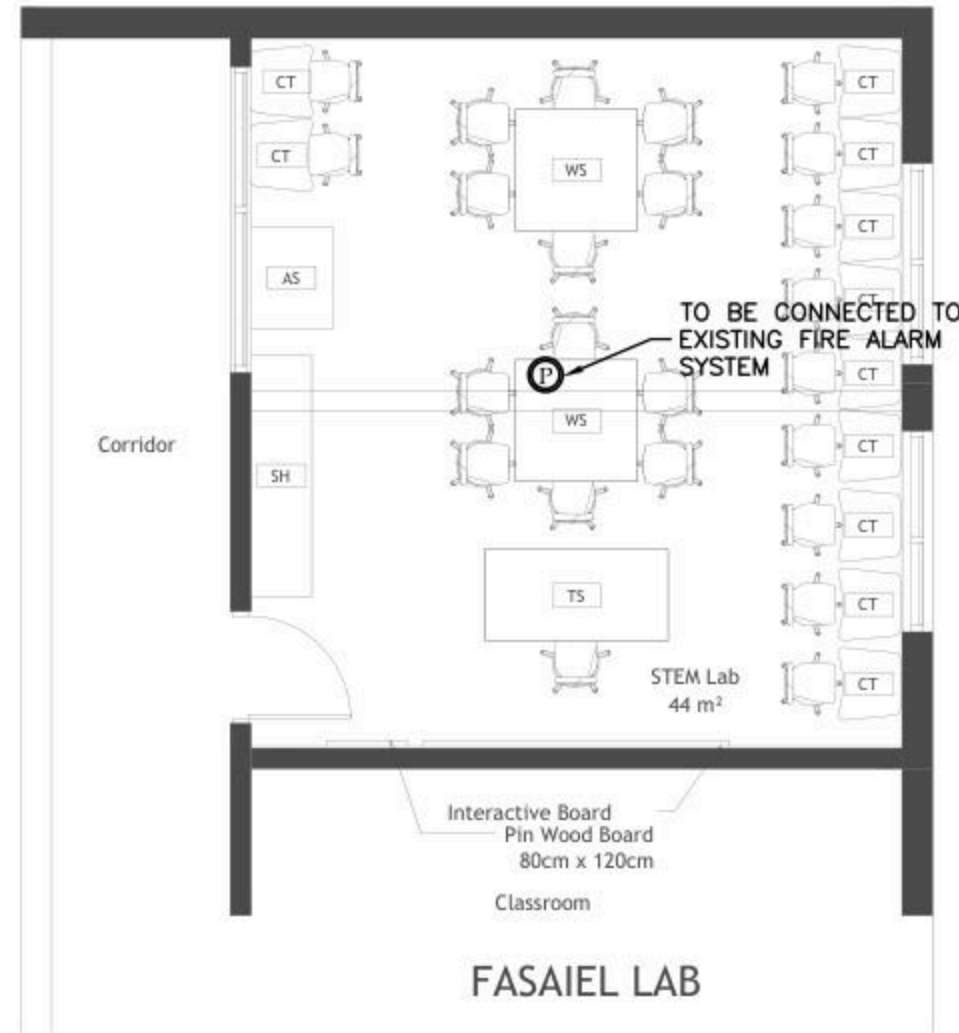 CT
CT
CT
CT
WS
CT
AS
CT
TO BE CONNECTED TO
EXISTING FIRE ALARM
SYSTEM
P
CT
WS
CT
Corridor
SH
CT
TS
CT
STEM Lab
44 m²
CT
Interactive Board
Pin Wood Board
80cm x 120cm
Classroom
FASAIEL LAB
CT